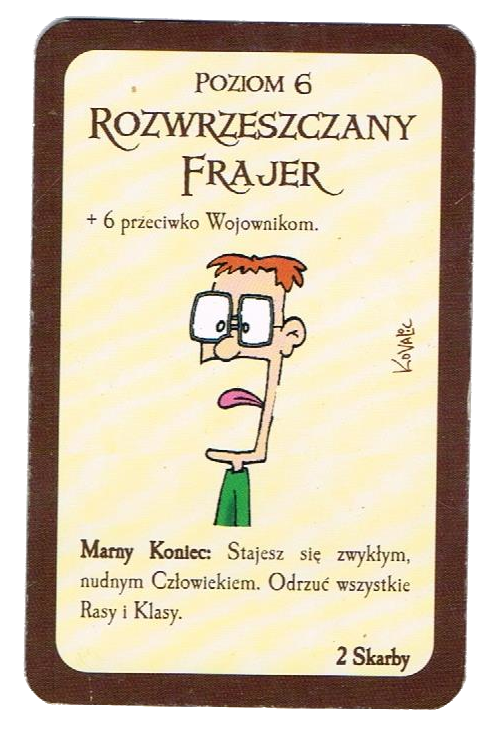 Poziom 6
Rozwrzeszczany
Frajer
+ 6 przeciwko Wojownikom.
Kovalic
Marny Koniec: Stajesz się zwykłym,
nudnym Człowiekiem. Odrzuć wszystkie
Rasy i Klasy.
2 Skarby